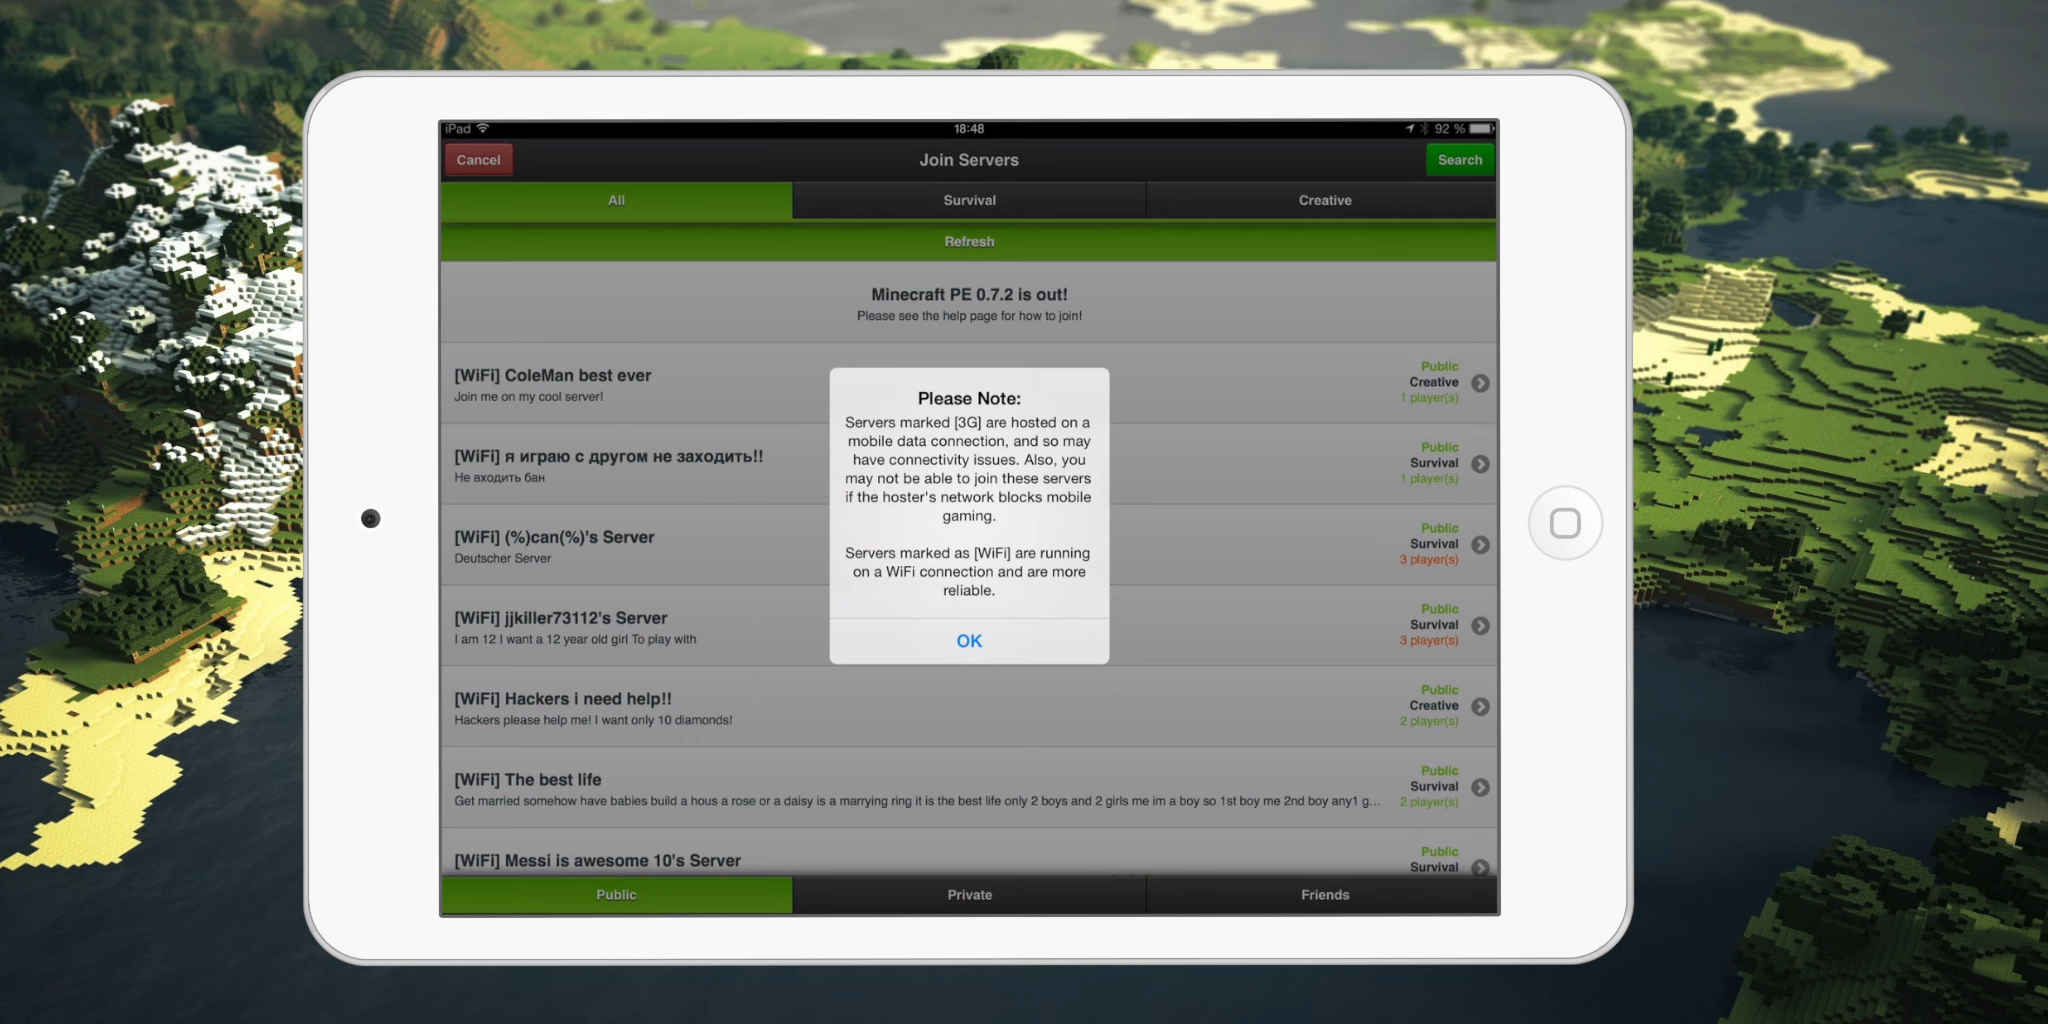 iPad
18:48
92 %
Cancel
Join Servers
Search
All
Survival
Creative
Refresh
Minecraft PE 0.7.2 is out!
Please see the help page for how to join!
[WiFi] ColeMan best ever
Join me on my cool server!
Public
Creative
1 player(s)
[WiFi] я играю с другом не заходить!!
Не входить бан
Public
Survival
1 player(s)
[WiFi] (%)can(%)'s Server
Deutscher Server
Public
Survival
3 player(s)
[WiFi] jjkiller73112's Server
I am 12 I want a 12 year old girl To play with
Public
Survival
3 player(s)
[WiFi] Hackers i need help!!
Hackers please help me! I want only 10 diamonds!
Public
Creative
2 player(s)
[WiFi] The best life
Get married somehow have babies build a hous a rose or a daisy is a marrying ring it is the best life only 2 boys and 2 girls me im a boy so 1st boy me 2nd boy any1 g...
Public
Survival
2 player(s)
[WiFi] Messi is awesome 10's Server
Public
Survival
Please Note:
Servers marked [3G] are hosted on a
mobile data connection, and so may
have connectivity issues. Also, you
may not be able to join these servers
if the hoster's network blocks mobile
gaming.
Servers marked as [WiFi] are running
on a WiFi connection and are more
reliable.
OK
Public
Private
Friends